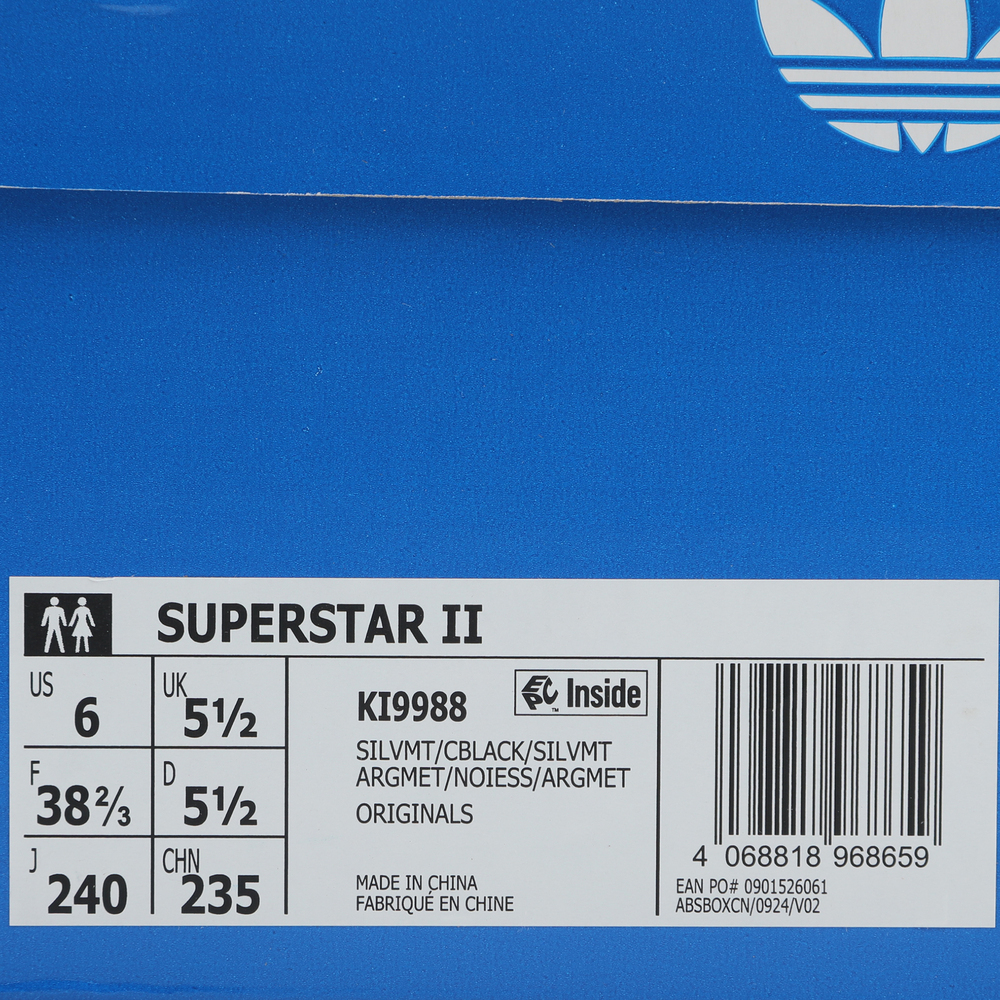 SUPERSTAR II
US 6
UK 5½
F 38⅔
D 5½
J 240
CHN 235
KI9988
EPC™ Inside
SILVMT/CBLACK/SILVMT
ARGMET/NOIESS/ARGMET
ORIGINALS
MADE IN CHINA
FABRIQUÉ EN CHINE
4 068818 968659
EAN PO# 0901526061
ABSBOXCN/0924/V02